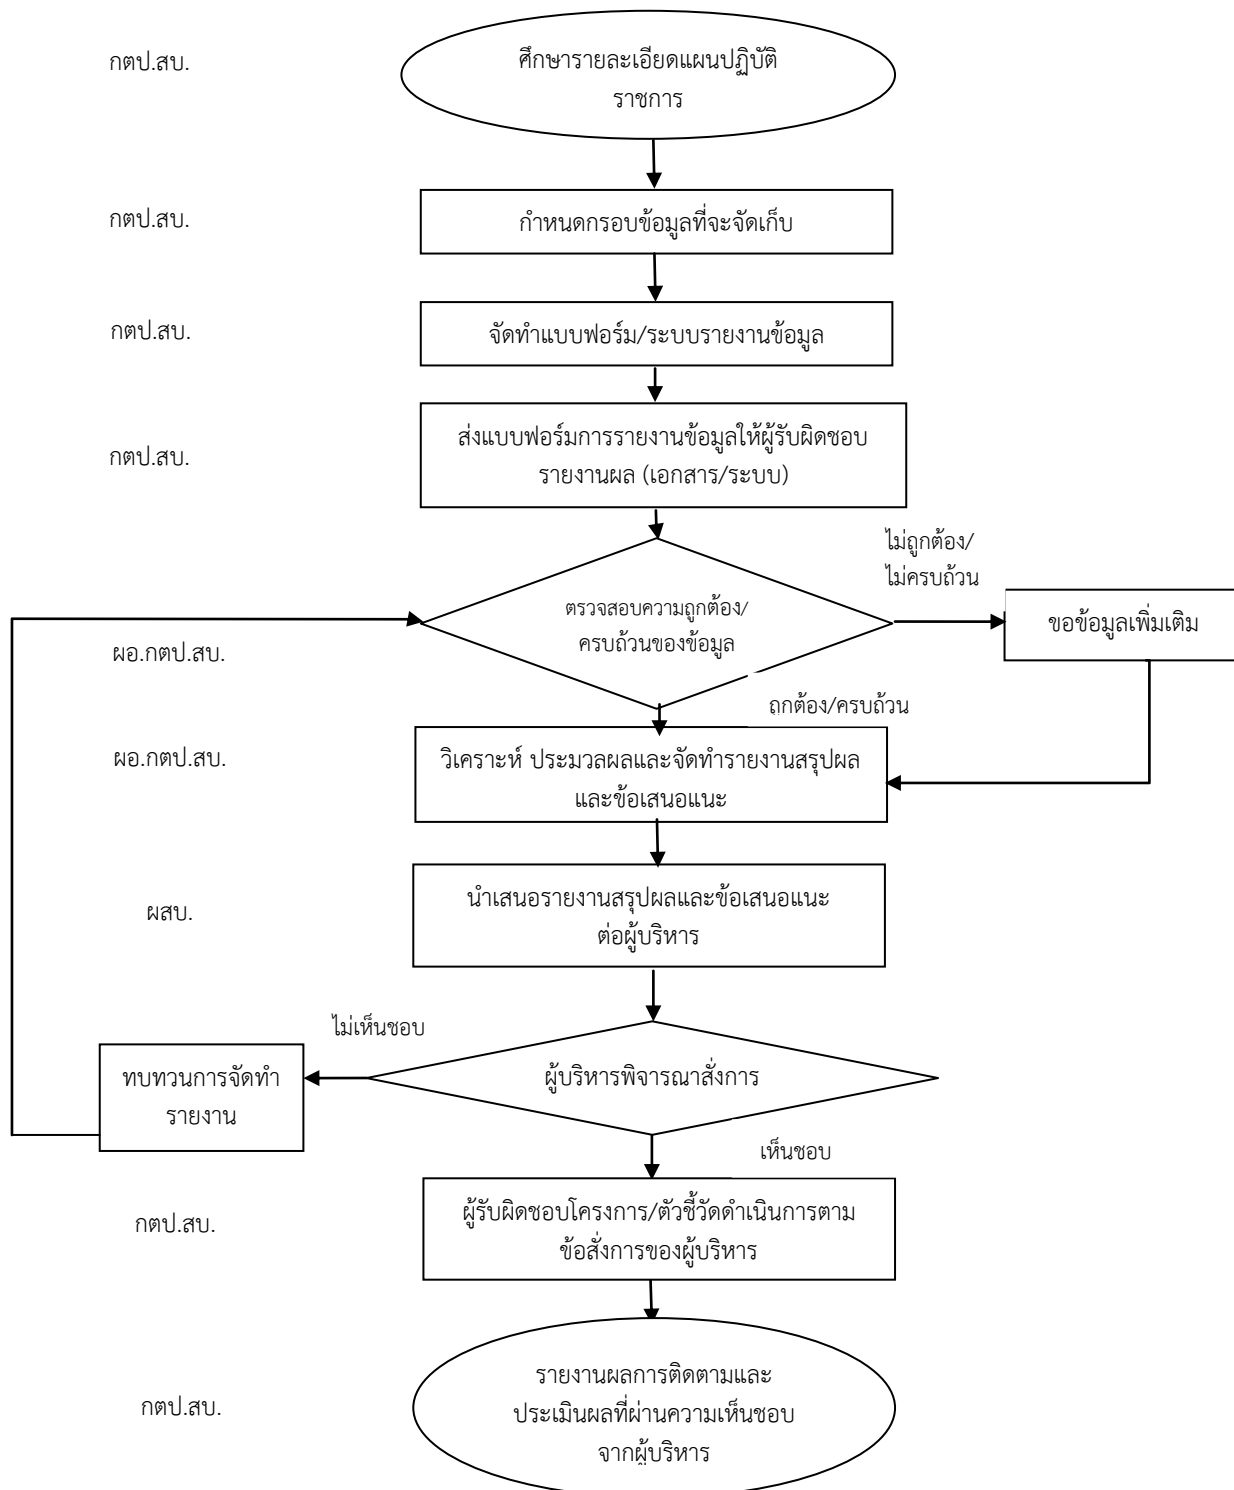 กตป.สบ.
ศึกษารายละเอียดแผนปฏิบัติ
ราชการ
กตป.สบ.
กำหนดกรอบข้อมูลที่จะจัดเก็บ
กตป.สบ.
จัดทำแบบฟอร์ม/ระบบรายงานข้อมูล
กตป.สบ.
ส่งแบบฟอร์มการรายงานข้อมูลให้ผู้รับผิดชอบ
รายงานผล (เอกสาร/ระบบ)
ไม่ถูกต้อง/
ไม่ครบถ้วน
ตรวจสอบความถูกต้อง/
ครบถ้วนของข้อมูล
ขอข้อมูลเพิ่มเติม
ผอ.กตป.สบ.
ถูกต้อง/ครบถ้วน
ผอ.กตป.สบ.
วิเคราะห์ ประมวลผลและจัดทำรายงานสรุปผล
และข้อเสนอแนะ
ผสบ.
นำเสนอรายงานสรุปผลและข้อเสนอแนะ
ต่อผู้บริหาร
ไม่เห็นชอบ
ทบทวนการจัดทำ
รายงาน
ผู้บริหารพิจารณาสั่งการ
เห็นชอบ
กตป.สบ.
ผู้รับผิดชอบโครงการ/ตัวชี้วัดดำเนินการตาม
ข้อสั่งการของผู้บริหาร
กตป.สบ.
รายงานผลการติดตามและ
ประเมินผลที่ผ่านความเห็นชอบ
จากผู้บริหาร